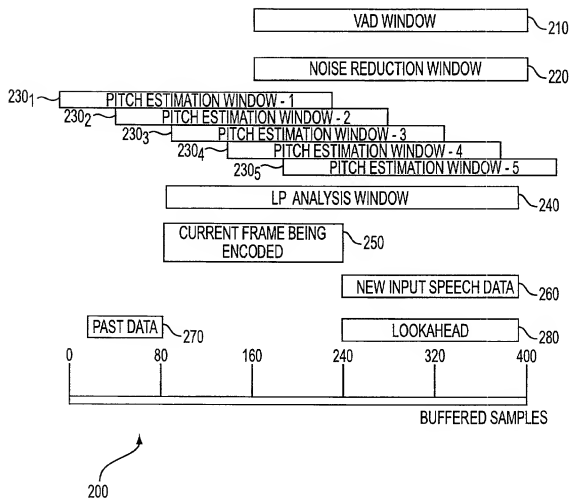 VAD WINDOW
210
NOISE REDUCTION WINDOW
220
230₁
PITCH ESTIMATION WINDOW - 1
230₂
PITCH ESTIMATION WINDOW - 2
230₃
PITCH ESTIMATION WINDOW - 3
230₄
PITCH ESTIMATION WINDOW - 4
230₅
PITCH ESTIMATION WINDOW - 5
LP ANALYSIS WINDOW
240
CURRENT FRAME BEING
ENCODED
250
NEW INPUT SPEECH DATA
260
PAST DATA
270
LOOKAHEAD
280
0 80 160 240 320 400
BUFFERED SAMPLES
200